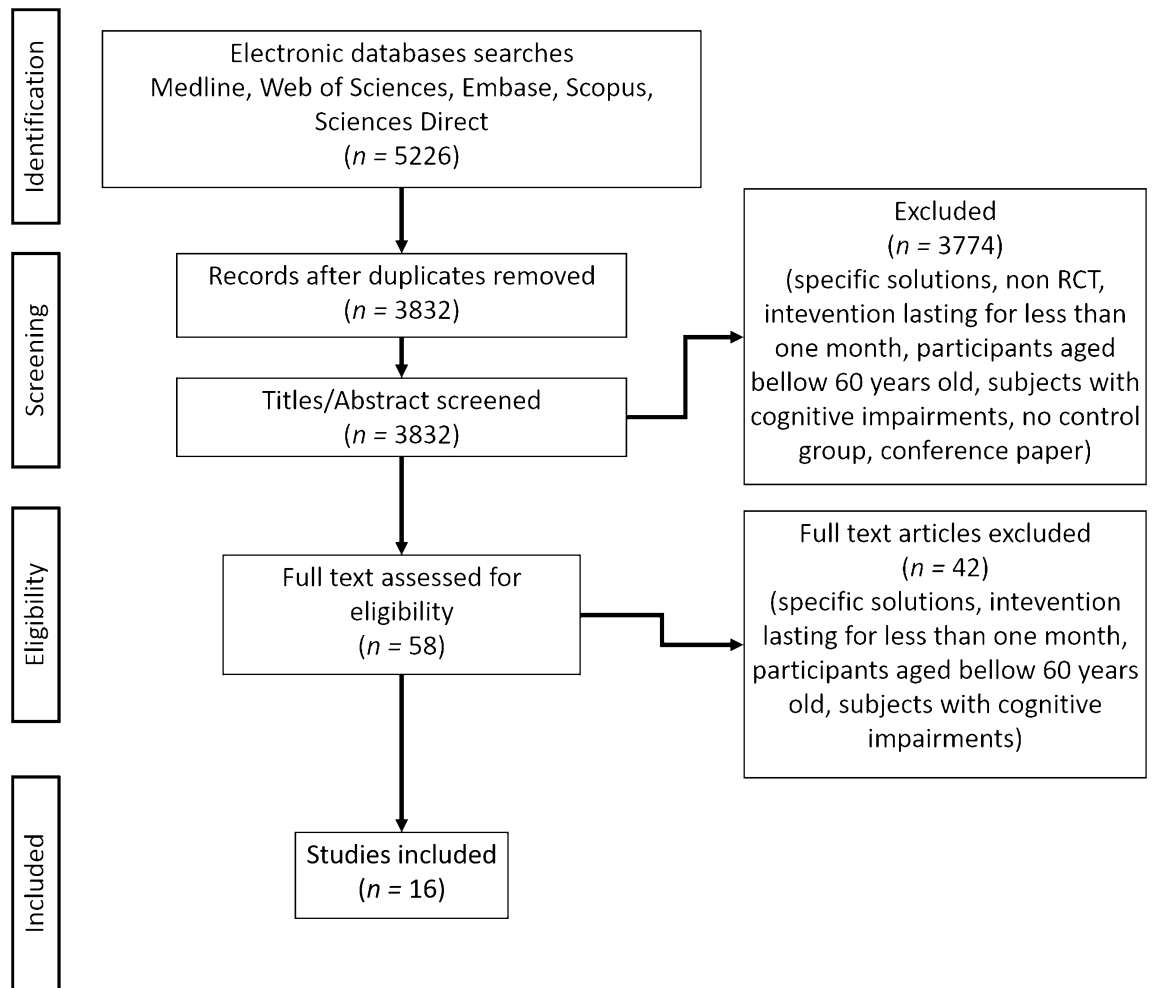 Identification
Electronic databases searches
Medline, Web of Sciences, Embase, Scopus,
Sciences Direct
(n = 5226)
Screening
Records after duplicates removed
(n = 3832)
Titles/Abstract screened
(n = 3832)
Excluded
(n = 3774)
(specific solutions, non RCT,
intevention lasting for less than
one month, participants aged
bellow 60 years old, subjects with
cognitive impairments, no control
group, conference paper)
Eligibility
Full text assessed for
eligibility
(n = 58)
Full text articles excluded
(n = 42)
(specific solutions, intevention
lasting for less than one month,
participants aged bellow 60 years
old, subjects with cognitive
impairments)
Included
Studies included
(n = 16)